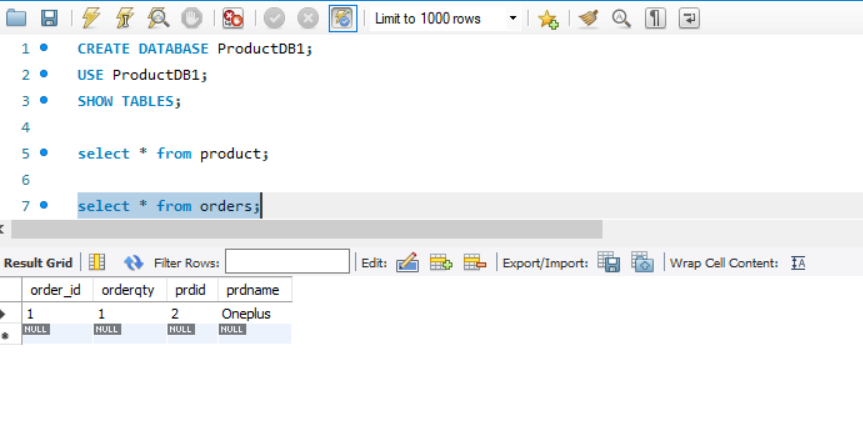 Limit to 1000 rows
1 CREATE DATABASE ProductDB1;
2 USE ProductDB1;
3 SHOW TABLES;
4
5 select * from product;
6
7 select * from orders;
Result Grid Filter Rows: Edit: Export/Import: Wrap Cell Content: IA
order_id orderqty prdid prdname
1 1 2 Oneplus
NULL NULL NULL NULL